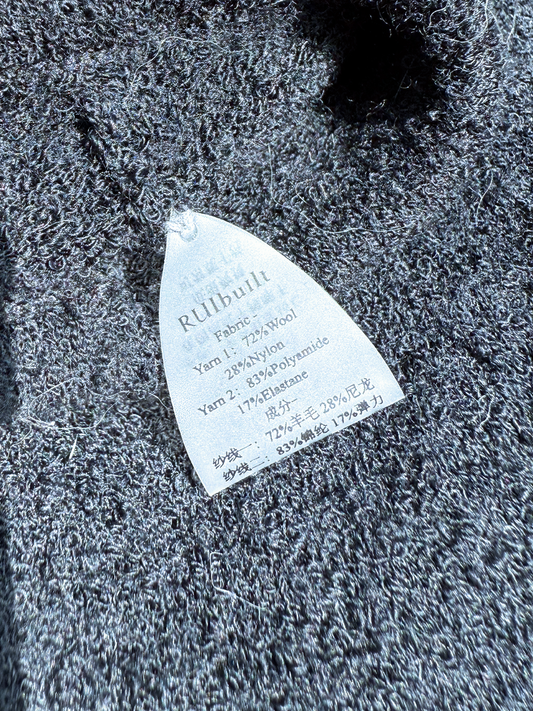 RUIbuilt
Fabric -
Yarn 1: 72%Wool
28%Nylon
Yarn 2: 83%Polyamide
17%Elastane
成分-
纱线一: 72%羊毛 28%尼龙
纱线二: 83%锦纶 17%弹力